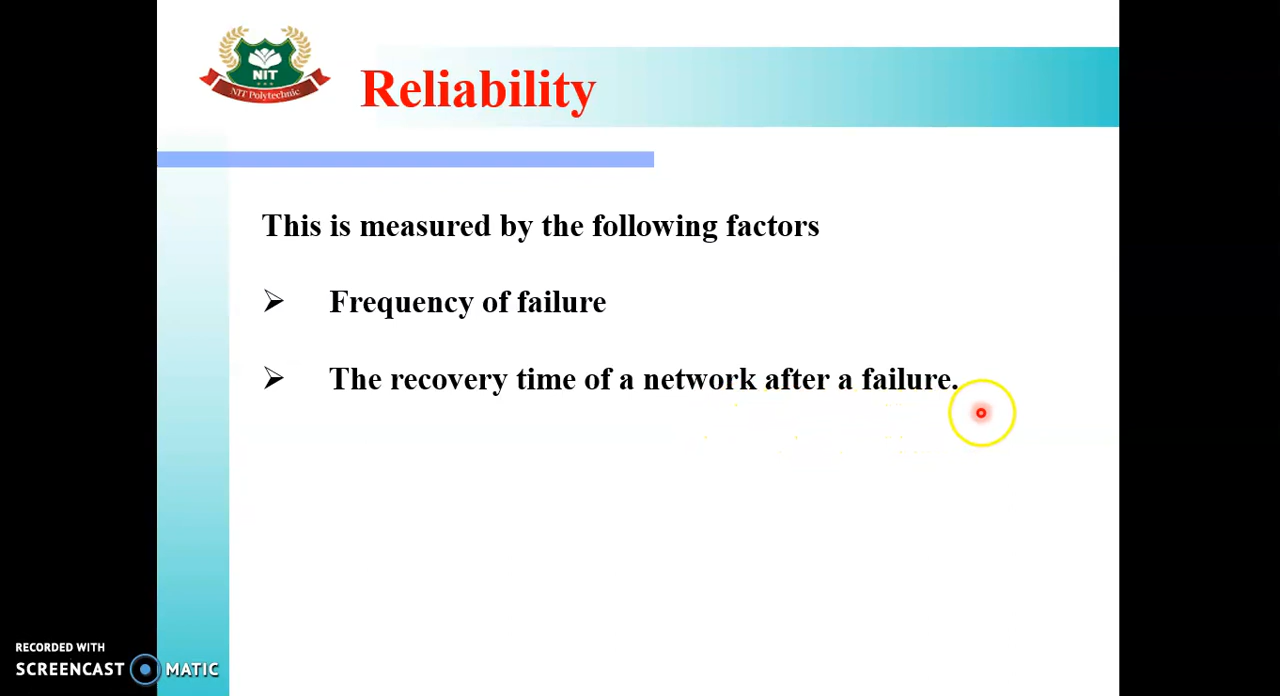 NIT
NIT Polytechnic
Reliability
This is measured by the following factors
Frequency of failure
The recovery time of a network after a failure.
RECORDED WITH
SCREENCAST MATIC